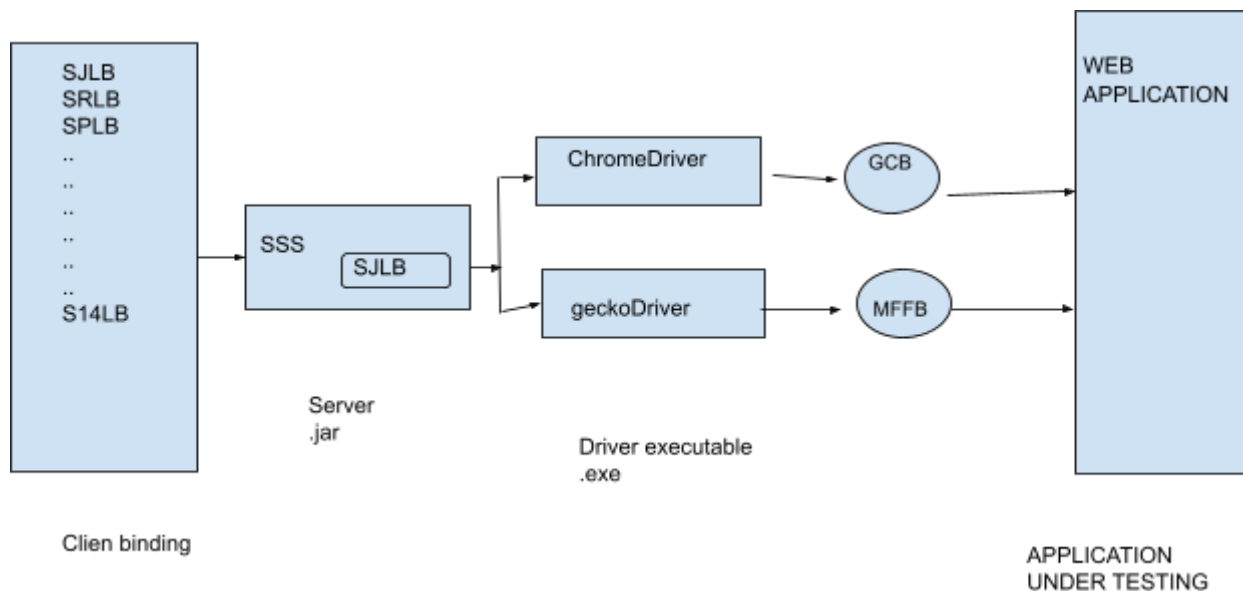 SJLB
SRLB
SPLB
..
..
..
..
..
..
S14LB
Clien binding
SSS
SJLB
Server
.jar
ChromeDriver
geckoDriver
Driver executable
.exe
GCB
MFFB
WEB
APPLICATION
APPLICATION
UNDER TESTING